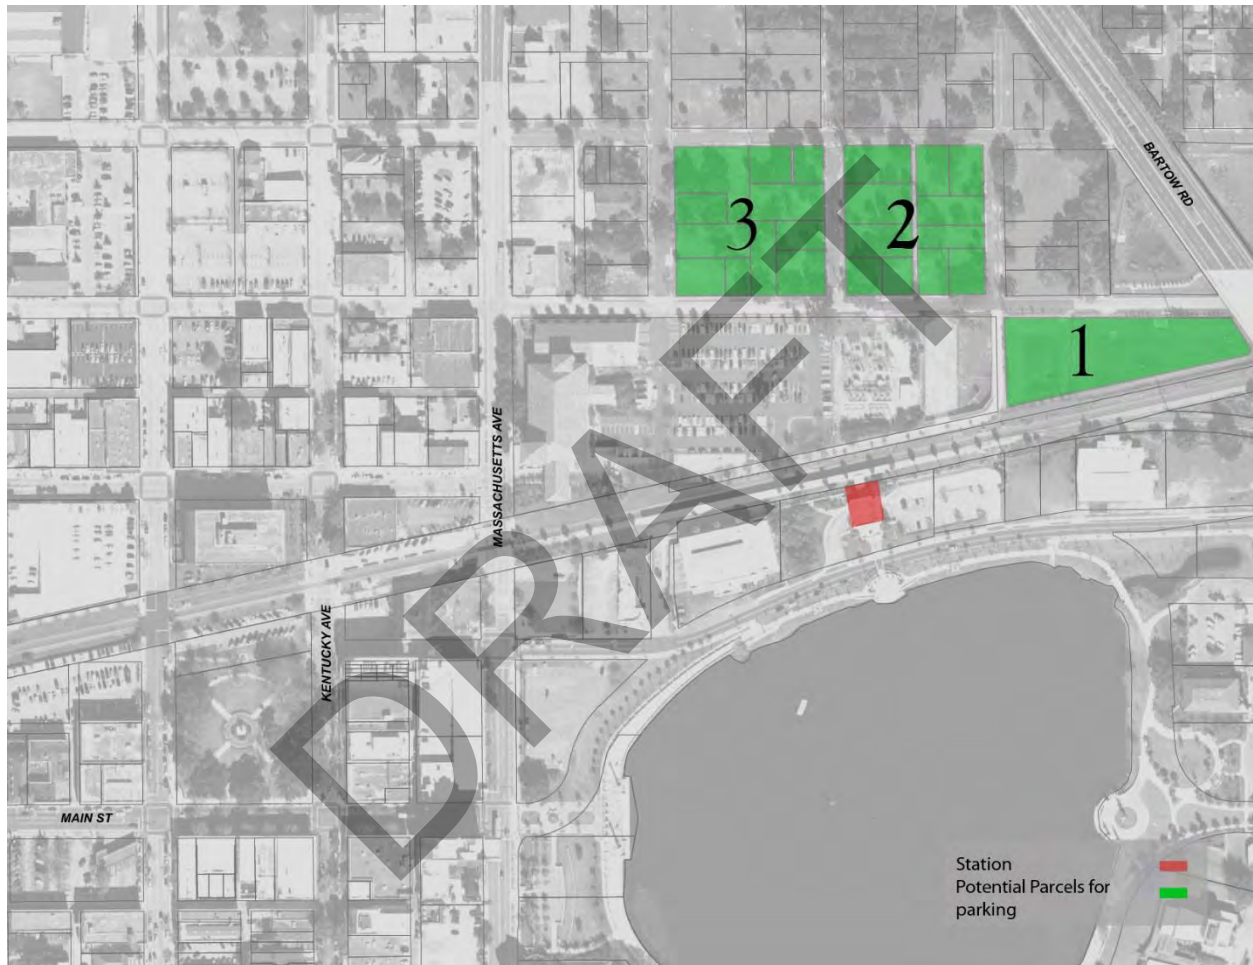 BARTOW RD
3
2
1
MASSACHUSETTS AVE
KENTUCKY AVE
MAIN ST
DRAFT
Station
Potential Parcels for
parking